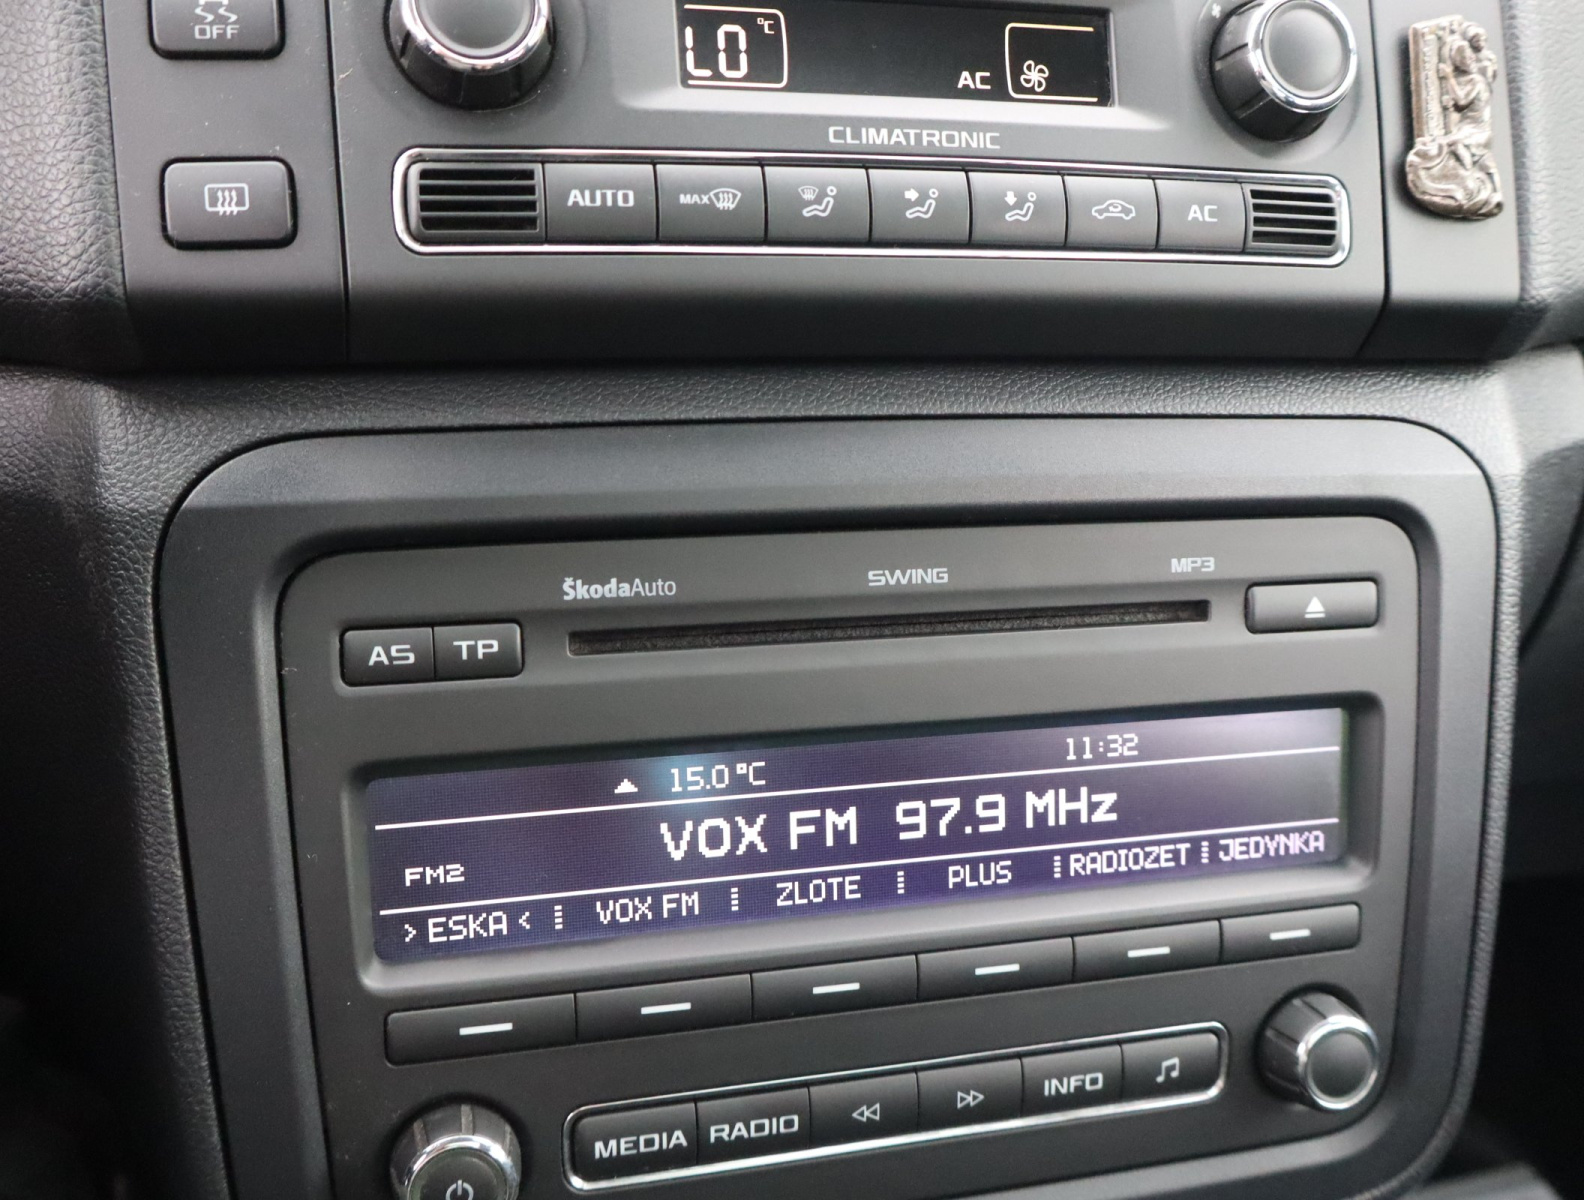 OFF
LO °C
AC
CLIMATRONIC
AUTO MAX AC
ŠkodaAuto SWING MP3
AS TP
15.0 °C 11:32
VOX FM 97.9 MHz
FM2
> ESKA < VOX FM ZLOTE PLUS RADIOZET JEDYNKA
MEDIA RADIO INFO